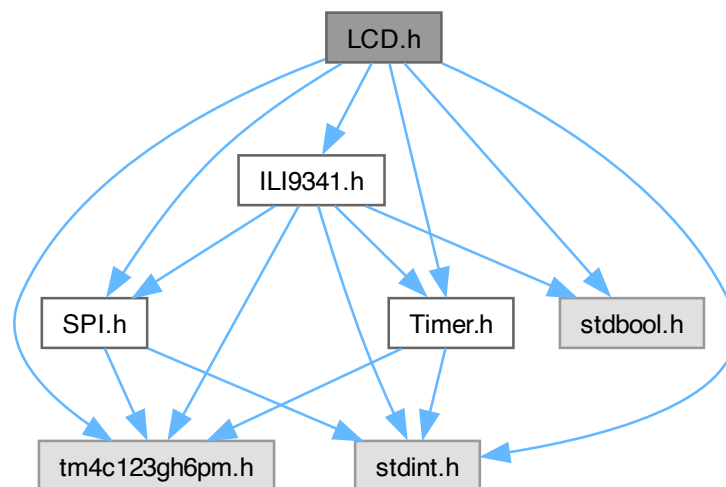 LCD.h
ILI9341.h
SPI.h
Timer.h
stdbool.h
tm4c123gh6pm.h
stdint.h